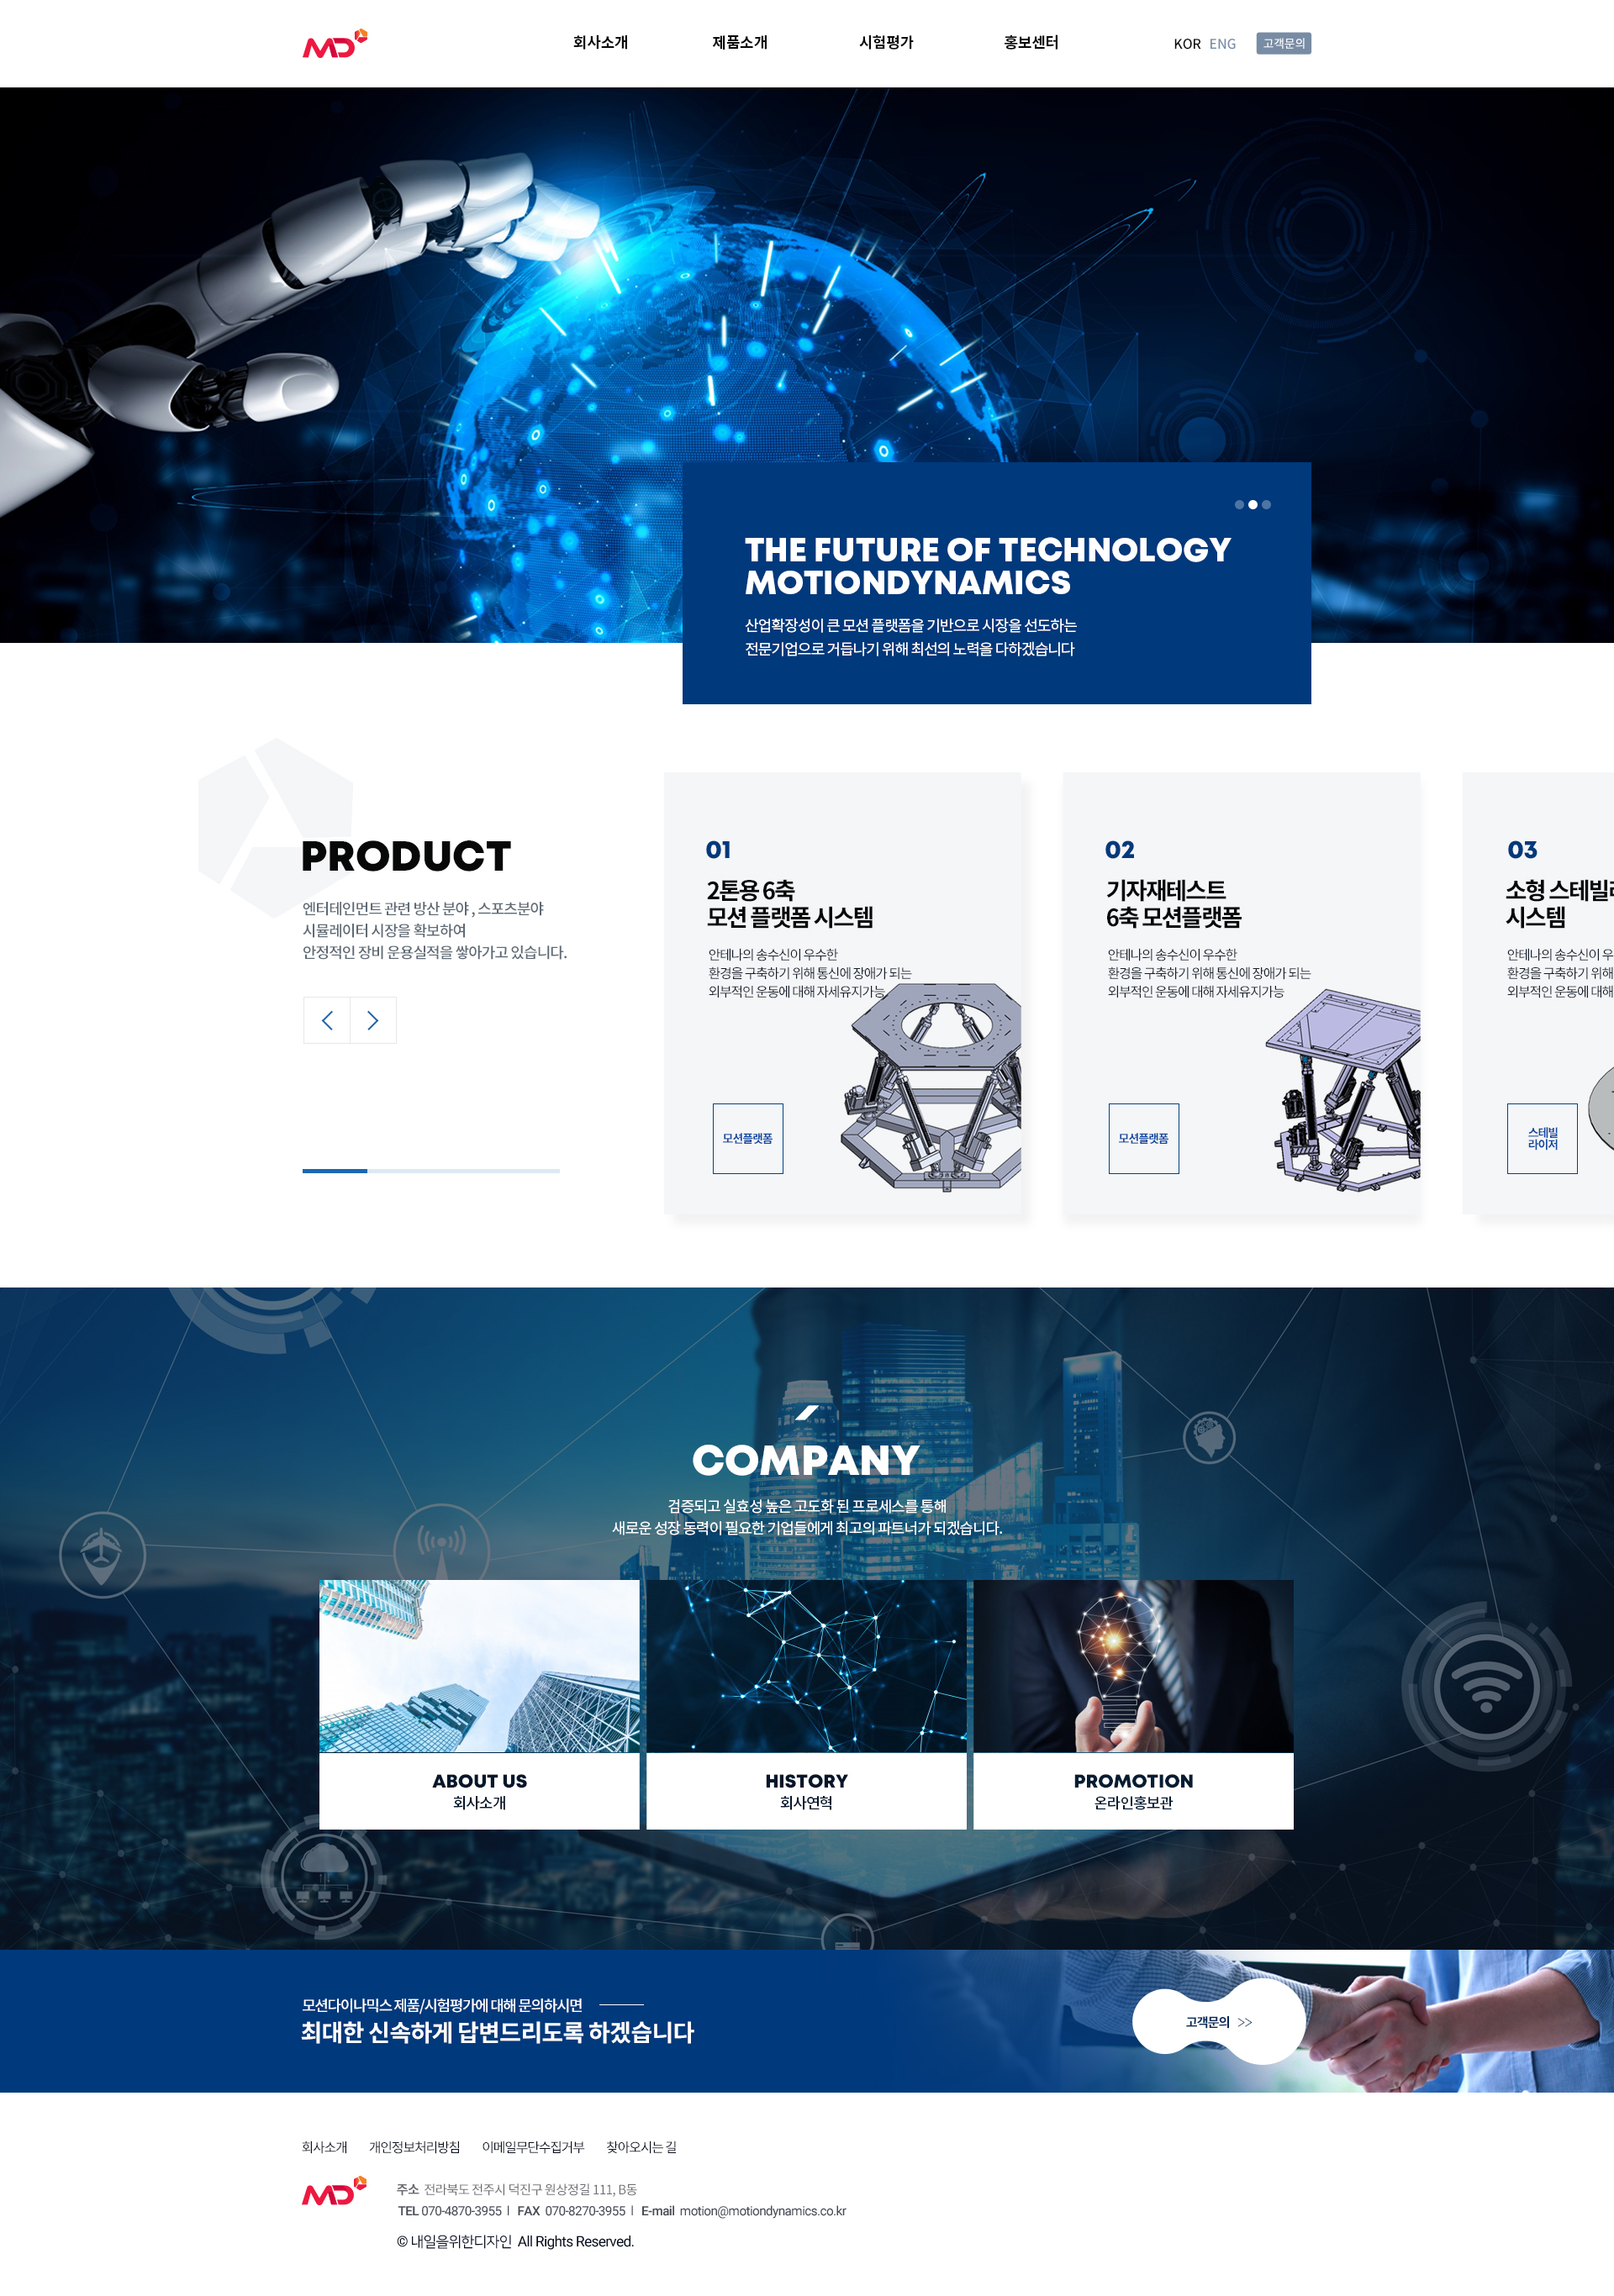 MD
회사소개
제품소개
시험평가
홍보센터
KOR ENG
고객문의
THE FUTURE OF TECHNOLOGY
MOTIONDYNAMICS
산업확장성이 큰 모션 플랫폼을 기반으로 시장을 선도하는
전문기업으로 거듭나기 위해 최선의 노력을 다하겠습니다
PRODUCT
엔터테인먼트 관련 방산 분야 , 스포츠분야
시뮬레이터 시장을 확보하여
안정적인 장비 운용실적을 쌓아가고 있습니다.
01
2톤용 6축
모션 플랫폼 시스템
안테나의 송수신이 우수한
환경을 구축하기 위해 통신에 장애가 되는
외부적인 운동에 대해 자세유지가능
모션플랫폼
02
기자재테스트
6축 모션플랫폼
안테나의 송수신이 우수한
환경을 구축하기 위해 통신에 장애가 되는
외부적인 운동에 대해 자세유지가능
모션플랫폼
03
소형 스테빌
시스템
안테나의 송수신이 우
환경을 구축하기 위해
외부적인 운동에 대해
스테빌
라이저
COMPANY
검증되고 실효성 높은 고도화 된 프로세스를 통해
새로운 성장 동력이 필요한 기업들에게 최고의 파트너가 되겠습니다.
ABOUT US
회사소개
HISTORY
회사연혁
PROMOTION
온라인홍보관
모션다이나믹스 제품/시험평가에 대해 문의하시면
최대한 신속하게 답변드리도록 하겠습니다
고객문의 >>
회사소개 개인정보처리방침 이메일무단수집거부 찾아오시는 길
MD
주소 전라북도 전주시 덕진구 원상정길 111, B동
TEL 070-4870-3955 | FAX 070-8270-3955 | E-mail motion@motiondynamics.co.kr
© 내일을위한디자인 All Rights Reserved.